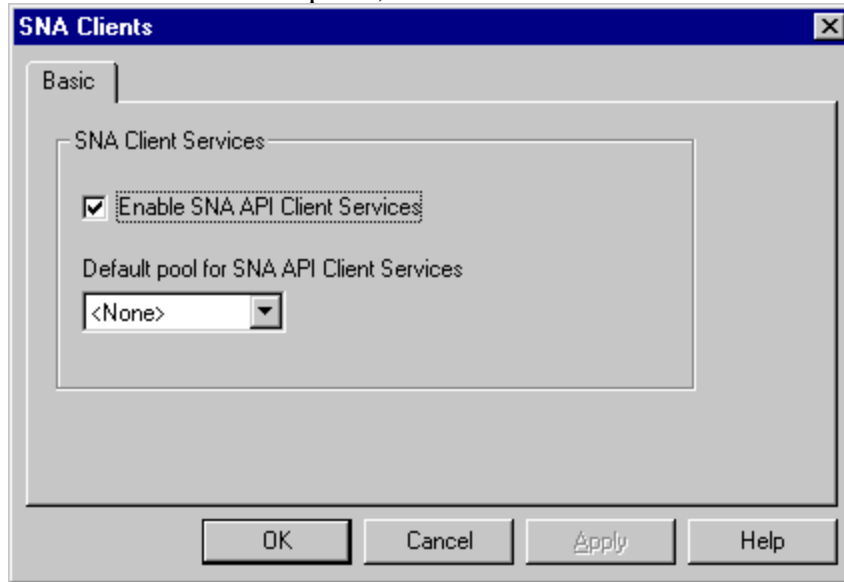 SNA Clients
Basic
SNA Client Services
Enable SNA API Client Services
Default pool for SNA API Client Services
<None>
OK Cancel Apply Help